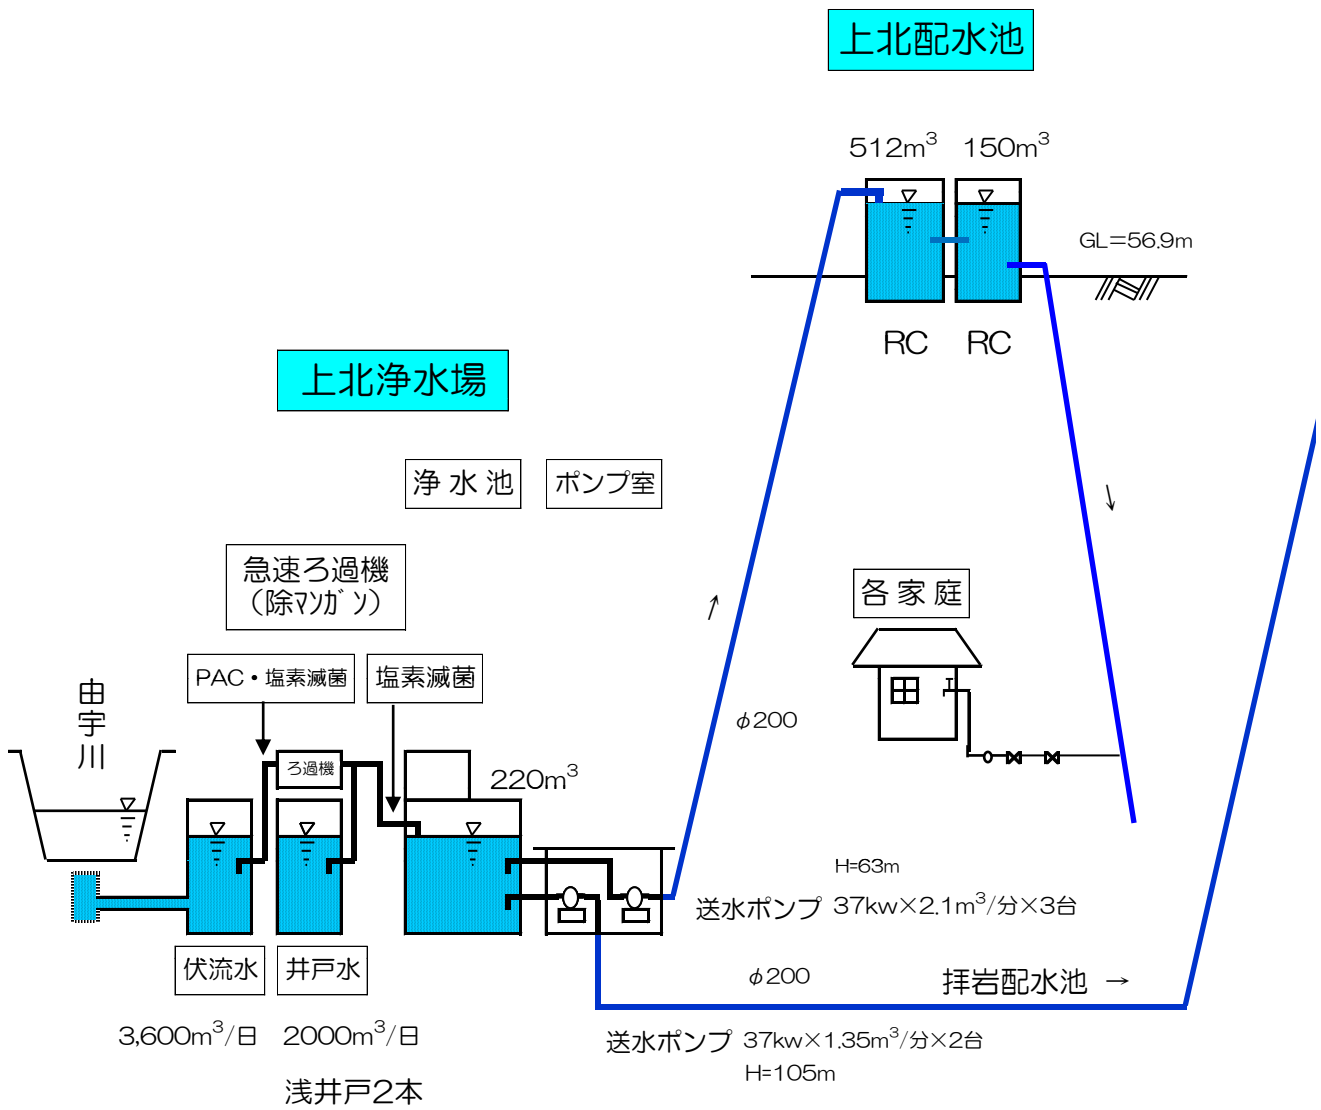 上北配水池
512m³
150m³
GL=56.9m
RC
RC
上北浄水場
浄水池
ポンプ室
急速ろ過機
（除ﾏﾝｶﾞﾝ）
各家庭
PAC・塩素滅菌
塩素滅菌
由宇川
φ200
ろ過機
220m³
H=63m
送水ポンプ 37kw×2.1m³/分×3台
伏流水
井戸水
φ200
拝岩配水池 →
3,600m³/日
2000m³/日
送水ポンプ 37kw×1.35m³/分×2台
H=105m
浅井戸2本